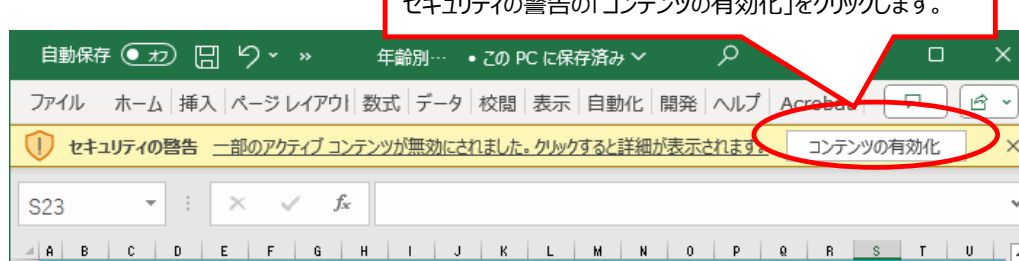 セキュリティの警告の「コンテンツの有効化」をクリックします。
自動保存 オフ 年齢別… • この PC に保存済み
ファイル ホーム 挿入 ページ レイアウト 数式 データ 校閲 表示 自動化 開発 ヘルプ
セキュリティの警告 一部のアクティブ コンテンツが無効にされました。クリックすると詳細が表示されます。 コンテンツの有効化
S23 fx
A B C D E F G H I J K L M N O P Q R S T U